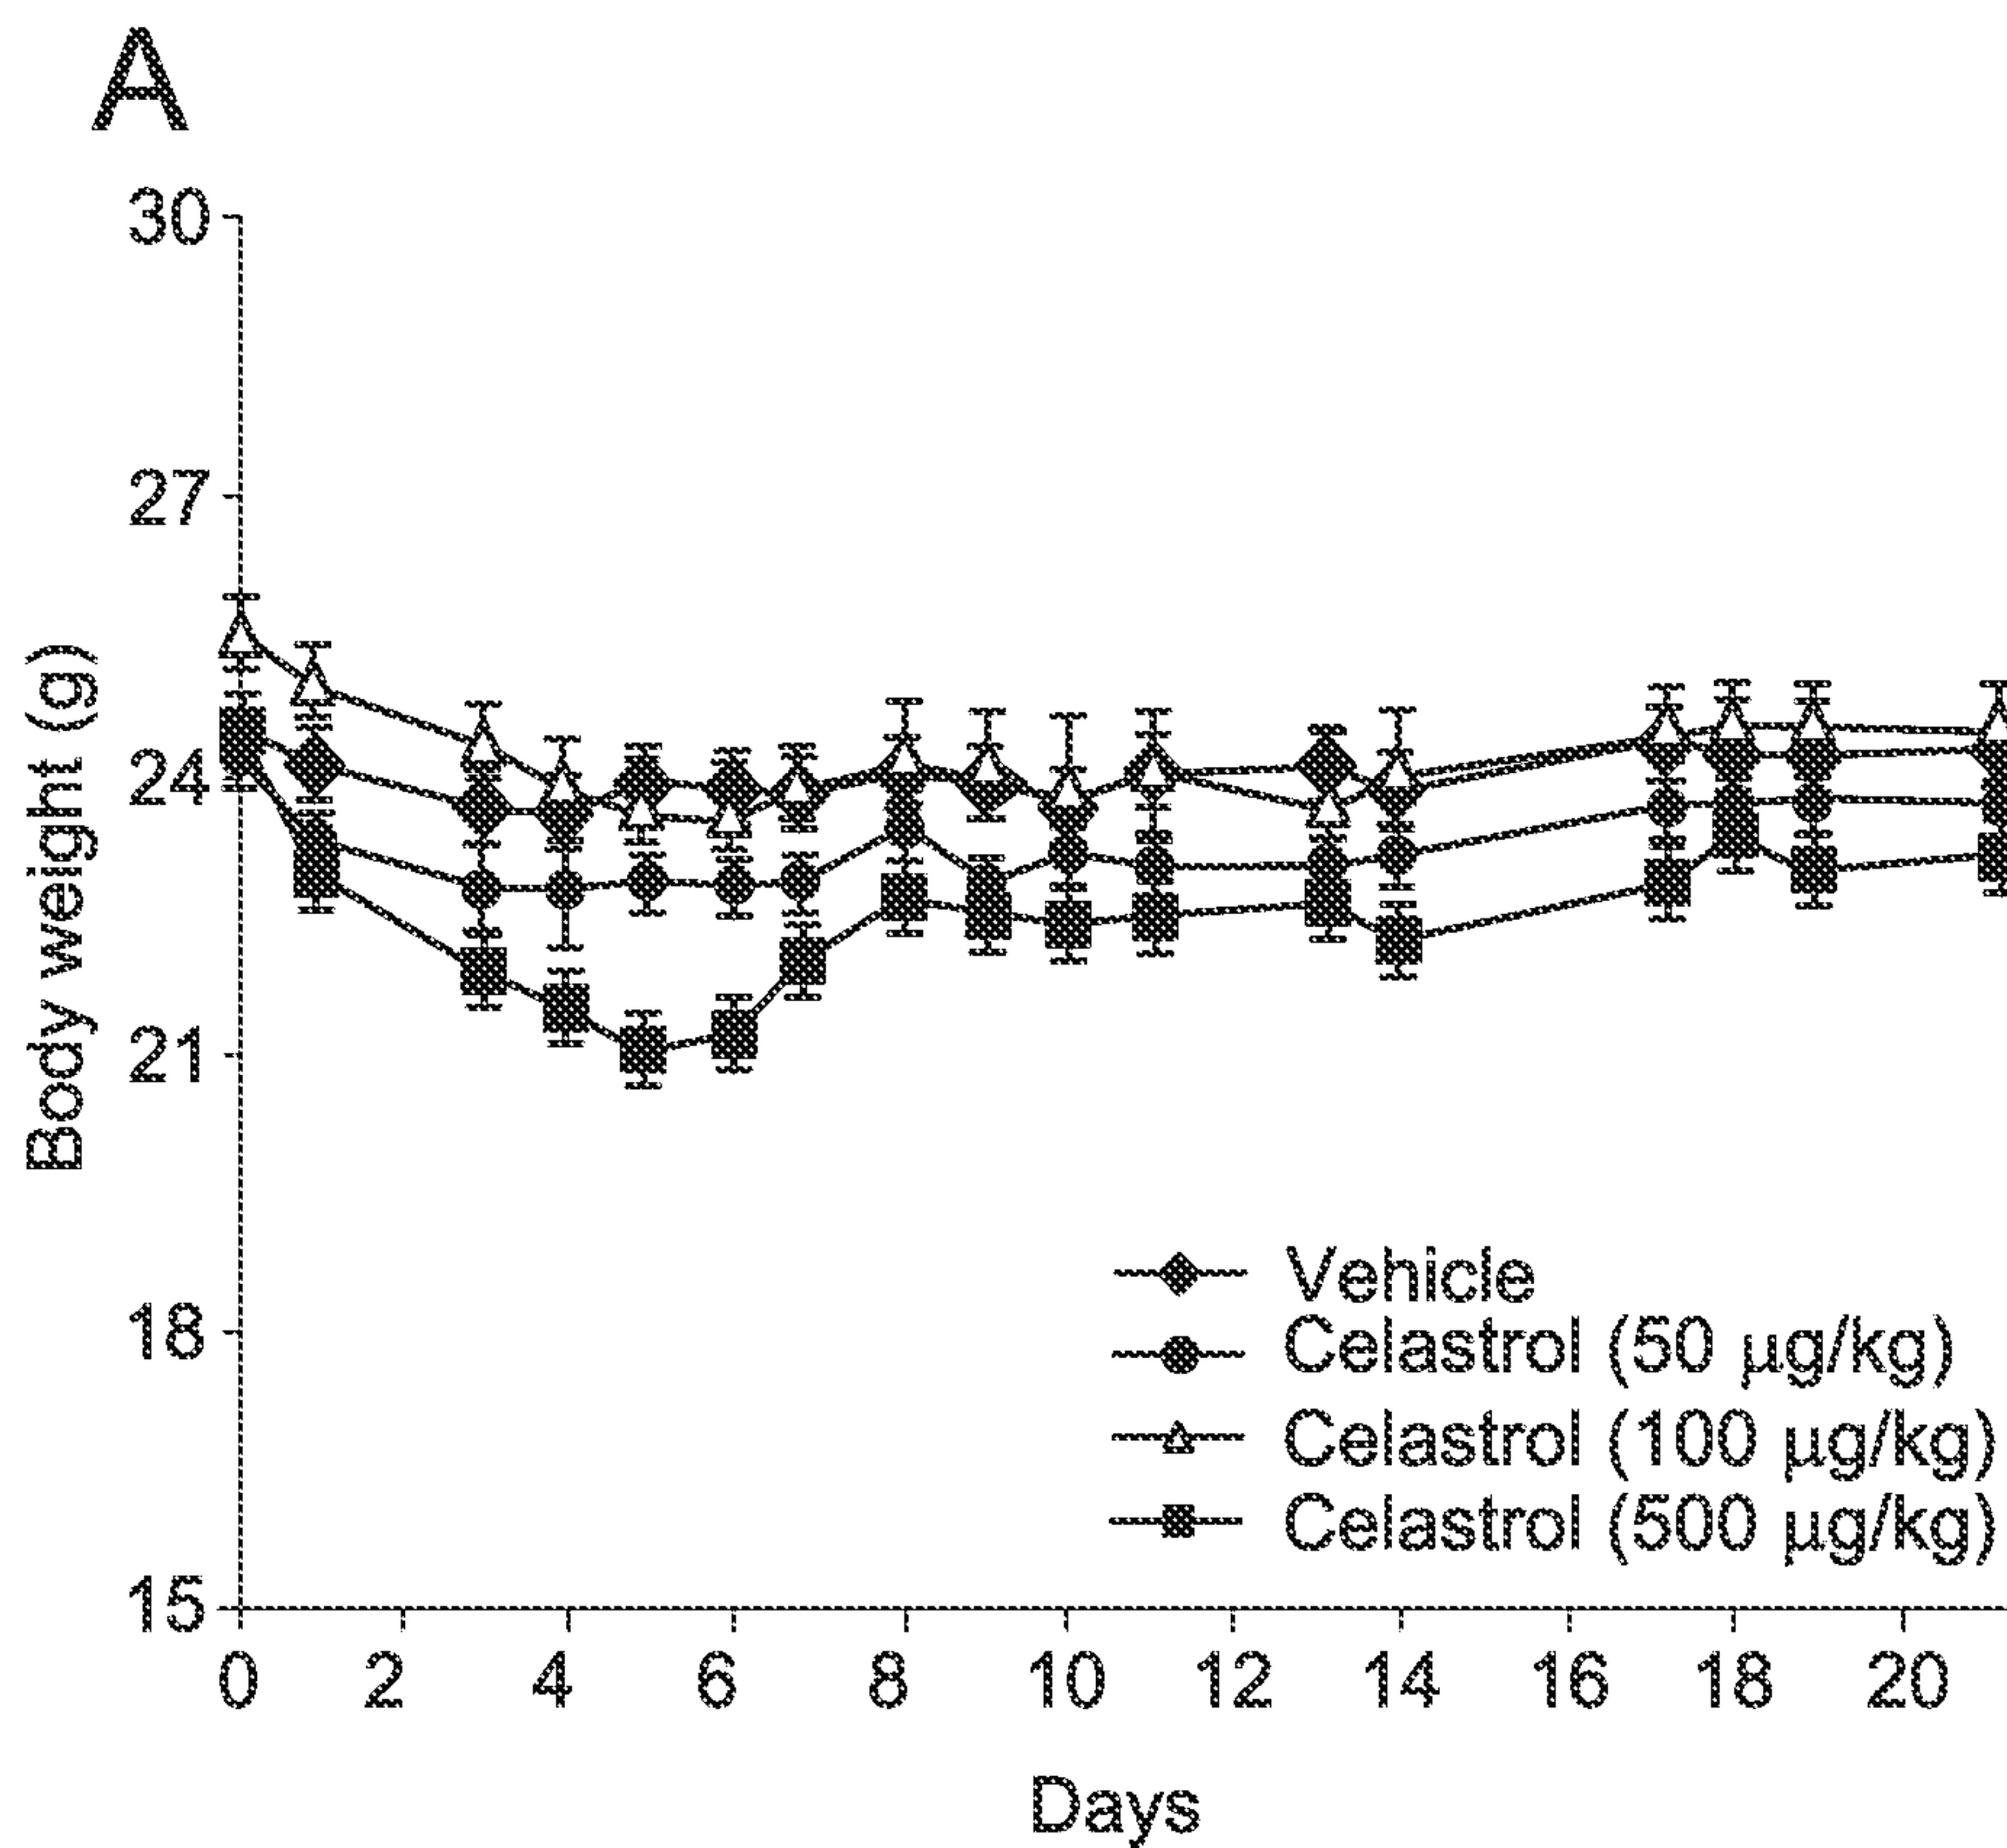 A
30
27
24
21
18
15
Body weight (g)
Vehicle
Celastrol (50 µg/kg)
Celastrol (100 µg/kg)
Celastrol (500 µg/kg)
0 2 4 6 8 10 12 14 16 18 20
Days